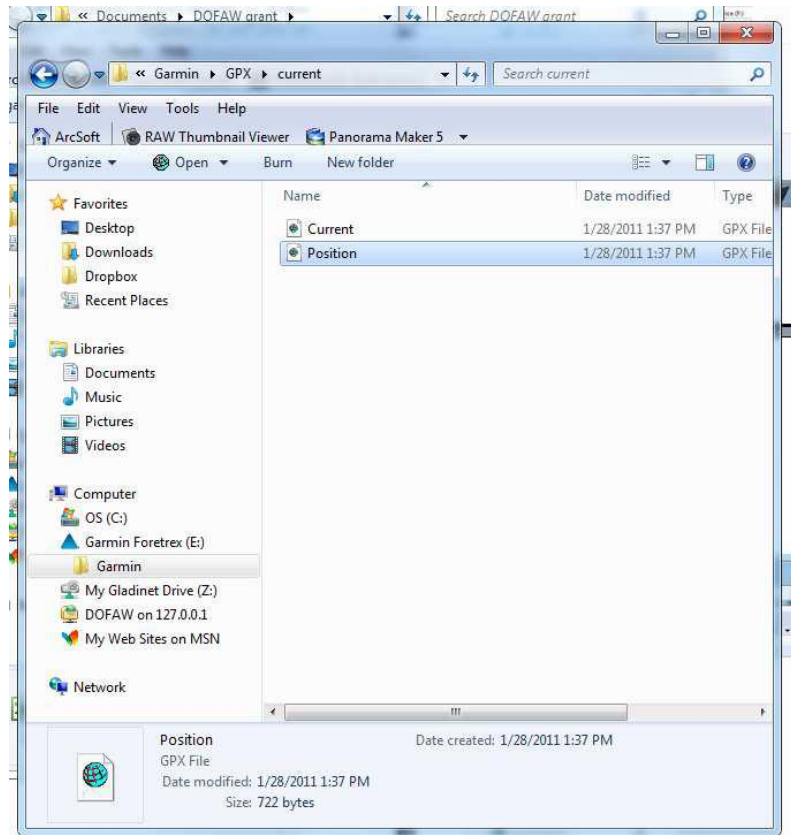 « Documents ▸ DOFAW grant ▸ Search DOFAW grant
« Garmin ▸ GPX ▸ current Search current
File Edit View Tools Help
ArcSoft RAW Thumbnail Viewer Panorama Maker 5
Organize Open Burn New folder
Name Date modified Type
Favorites
Desktop
Downloads
Dropbox
Recent Places
Libraries
Documents
Music
Pictures
Videos
Computer
OS (C:)
Garmin Foretrex (E:)
Garmin
My Gladinet Drive (Z:)
DOFAW on 127.0.0.1
My Web Sites on MSN
Network
Current 1/28/2011 1:37 PM GPX File
Position 1/28/2011 1:37 PM GPX File
Position Date created: 1/28/2011 1:37 PM
GPX File
Date modified: 1/28/2011 1:37 PM
Size: 722 bytes